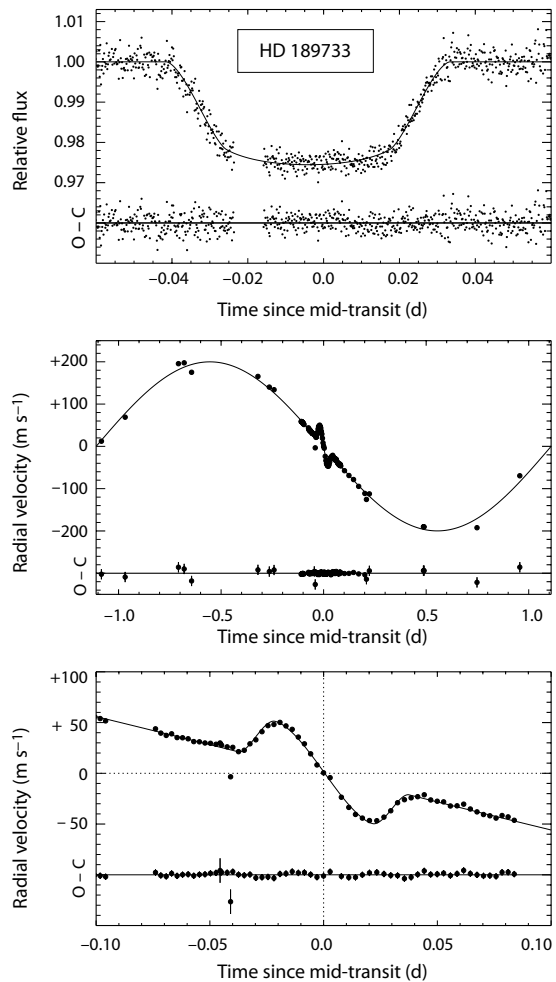 HD 189733
Relative flux
1.01
1.00
0.99
0.98
0.97
O – C
−0.04
−0.02
0.0
0.02
0.04
Time since mid-transit (d)
Radial velocity (m s⁻¹)
+200
+100
0
−100
−200
O – C
−1.0
−0.5
0.0
0.5
1.0
Time since mid-transit (d)
Radial velocity (m s⁻¹)
+100
+ 50
0
− 50
O – C
−0.10
−0.05
0.0
0.05
0.10
Time since mid-transit (d)